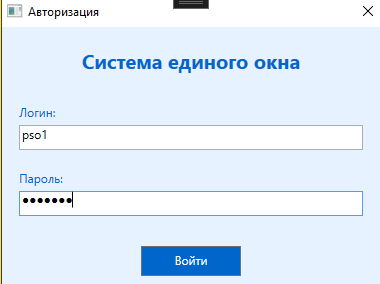 Авторизация
Система единого окна
Логин:
pso1
Пароль:
●●●●●●●
Войти